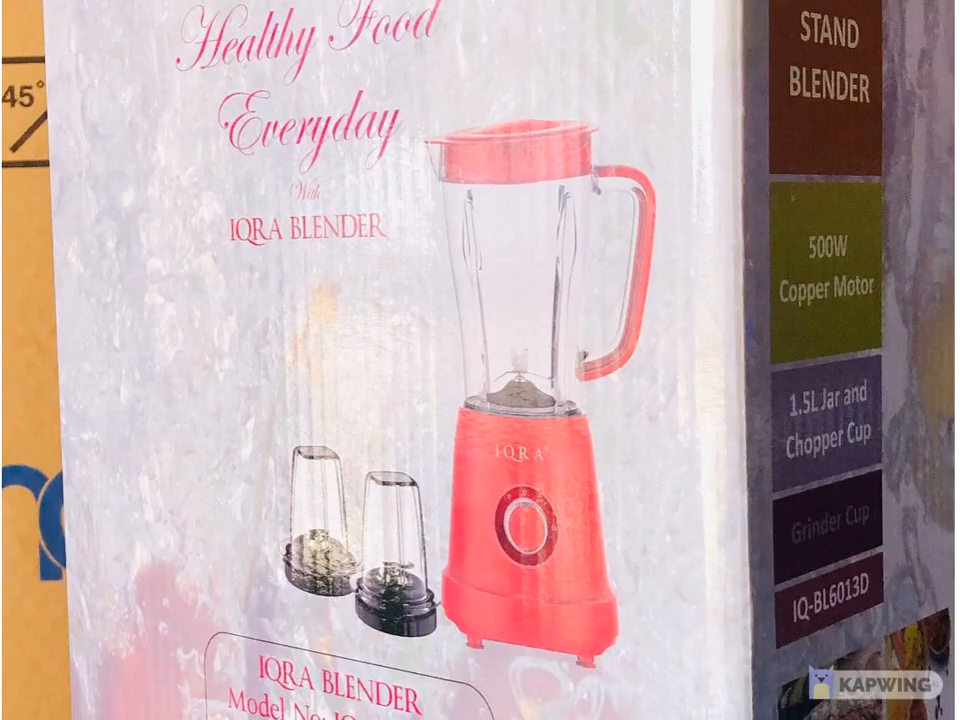 Healthy Food
Everyday
With
IQRA BLENDER
IQRA
IQRA BLENDER
Model No:
STAND
BLENDER
500W
Copper Motor
1.5L Jar and
Chopper Cup
Grinder Cup
IQ-BL6013D
45°
KAPWING